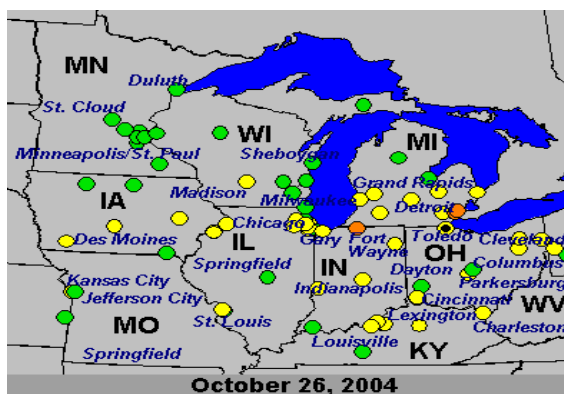 MN
Duluth
St. Cloud
WI
MI
Minneapolis/St. Paul
Sheboygan
Grand Rapids
IA
Madison
Milwaukee
Detroit
Chicago
Des Moines
IL
Gary
Fort Wayne
Toledo
Cleveland
OH
Springfield
IN
Dayton
Columbus
Kansas City
Indianapolis
Parkersburg
Jefferson City
Cincinnati
WV
MO
St. Louis
Lexington
Charleston
Springfield
Louisville
KY
October 26, 2004